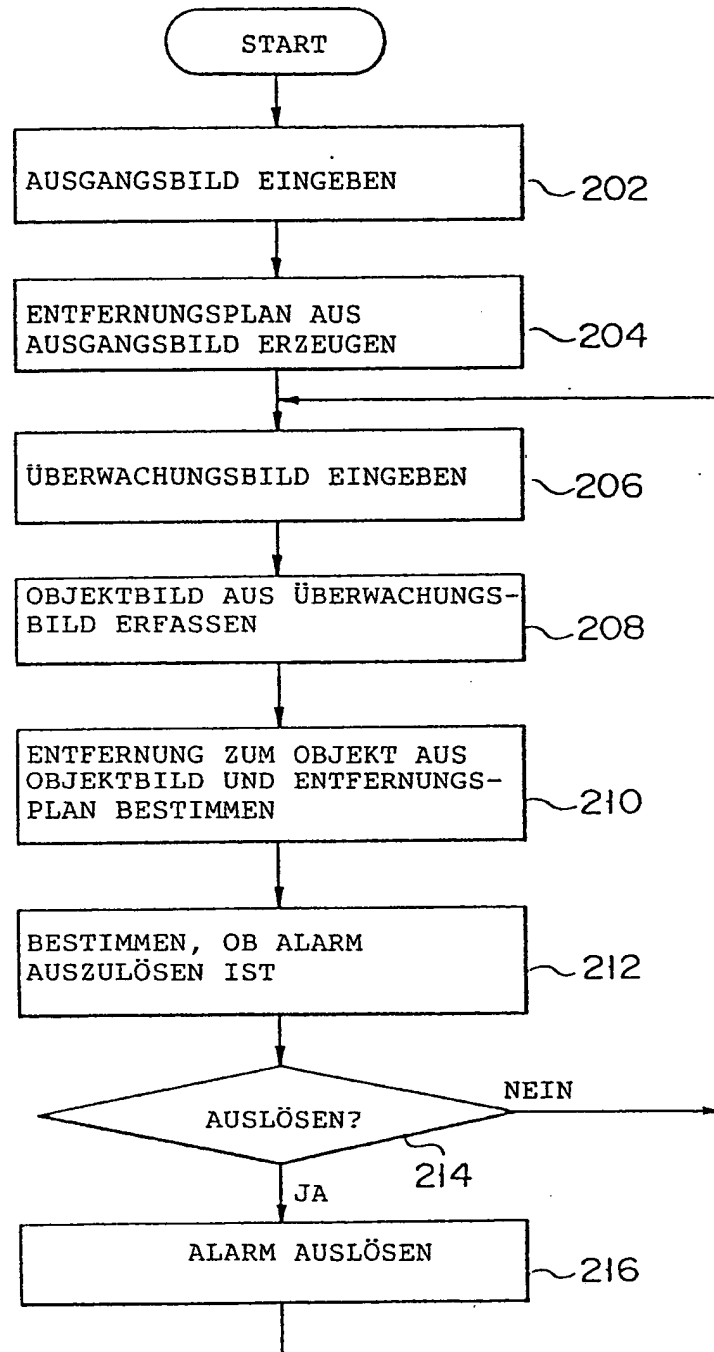 START
AUSGANGSBILD EINGEBEN
202
ENTFERNUNGSPLAN AUS
AUSGANGSBILD ERZEUGEN
204
ÜBERWACHUNGSBILD EINGEBEN
206
OBJEKTBILD AUS ÜBERWACHUNGS-
BILD ERFASSEN
208
ENTFERNUNG ZUM OBJEKT AUS
OBJEKTBILD UND ENTFERNUNGS-
PLAN BESTIMMEN
210
BESTIMMEN, OB ALARM
AUSZULÖSEN IST
212
NEIN
AUSLÖSEN?
214
JA
ALARM AUSLÖSEN
216